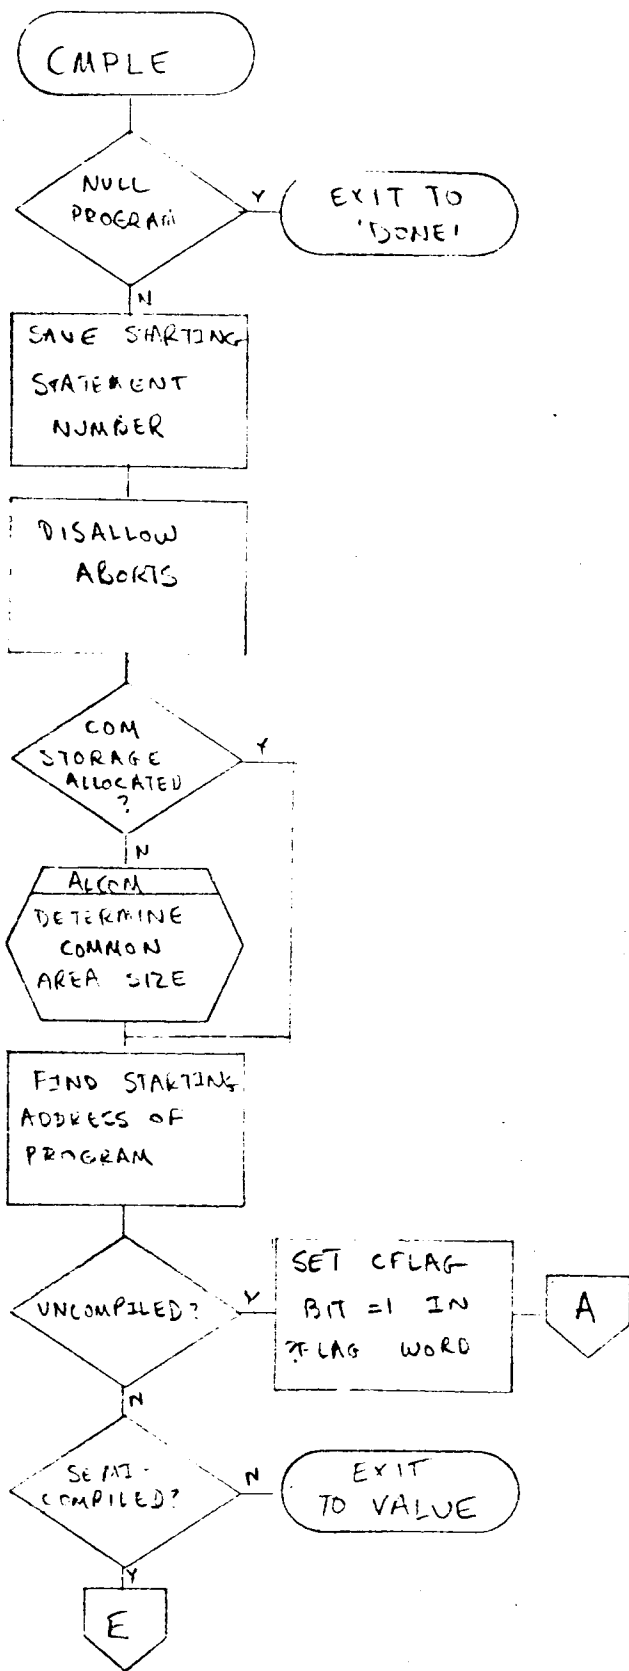 CMPLE
NULL
PROGRAM
Y
EXIT TO
'DONE'
N
SAVE STARTING
STATEMENT
NUMBER
DISALLOW
ABORTS
COM
STORAGE
ALLOCATED
?
Y
N
ALCOM
DETERMINE
COMMON
AREA SIZE
FIND STARTING
ADDRESS OF
PROGRAM
UNCOMPILED?
Y
SET CFLAG
BIT =1 IN
?FLAG WORD
A
N
SEMI-
COMPILED?
N
EXIT
TO VALUE
Y
E